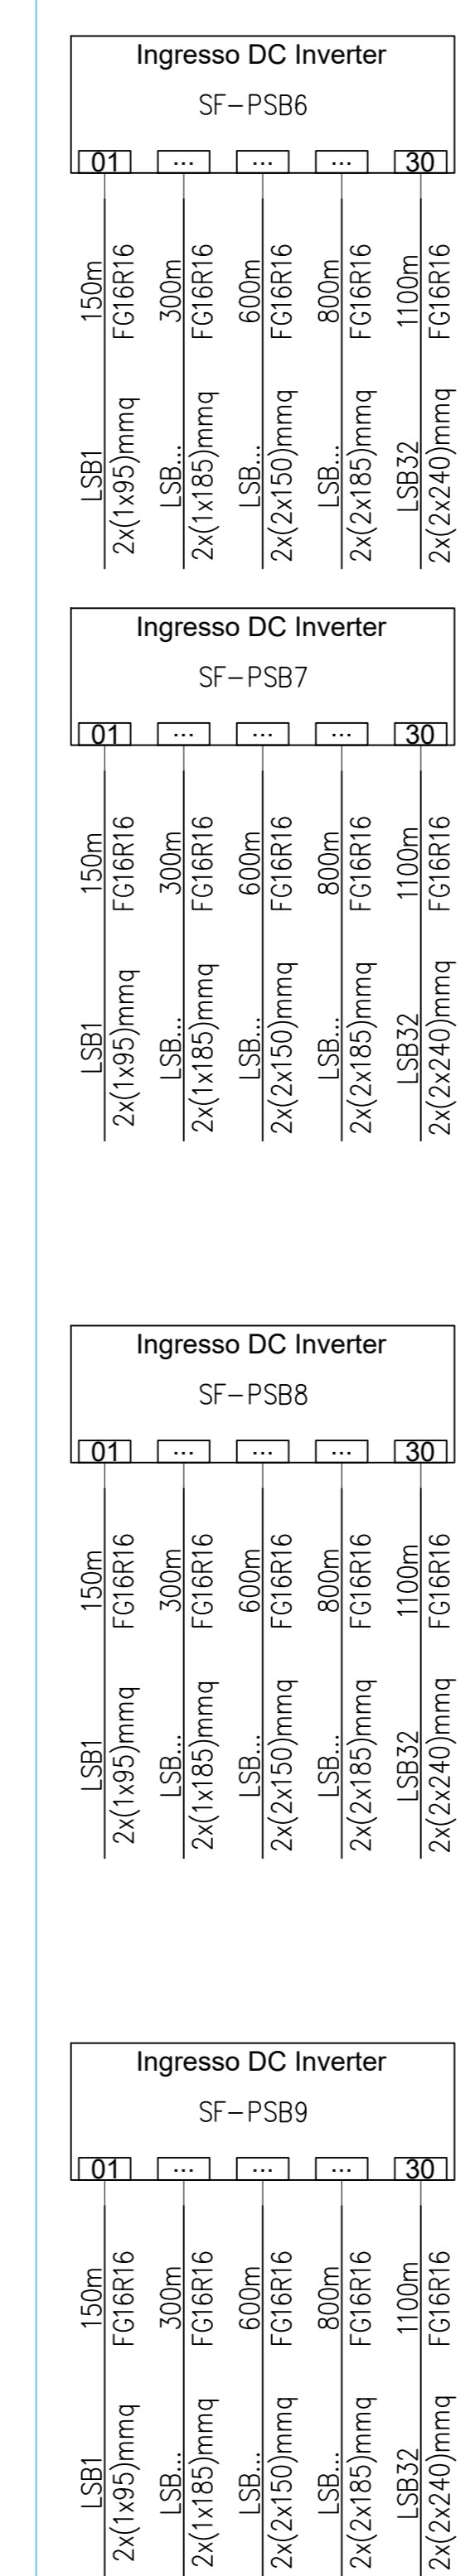 Ingresso DC Inverter
SF-PSB6
01 ... ... ... 30
150m
FG16R16
300m
FG16R16
600m
FG16R16
800m
FG16R16
1100m
FG16R16
LSB1
2x(1x95)mmq
LSB...
2x(1x185)mmq
LSB...
2x(2x150)mmq
LSB...
2x(2x185)mmq
LSB32
2x(2x240)mmq
Ingresso DC Inverter
SF-PSB7
01 ... ... ... 30
150m
FG16R16
300m
FG16R16
600m
FG16R16
800m
FG16R16
1100m
FG16R16
LSB1
2x(1x95)mmq
LSB...
2x(1x185)mmq
LSB...
2x(2x150)mmq
LSB...
2x(2x185)mmq
LSB32
2x(2x240)mmq
Ingresso DC Inverter
SF-PSB8
01 ... ... ... 30
150m
FG16R16
300m
FG16R16
600m
FG16R16
800m
FG16R16
1100m
FG16R16
LSB1
2x(1x95)mmq
LSB...
2x(1x185)mmq
LSB...
2x(2x150)mmq
LSB...
2x(2x185)mmq
LSB32
2x(2x240)mmq
Ingresso DC Inverter
SF-PSB9
01 ... ... ... 30
150m
FG16R16
300m
FG16R16
600m
FG16R16
800m
FG16R16
1100m
FG16R16
LSB1
2x(1x95)mmq
LSB...
2x(1x185)mmq
LSB...
2x(2x150)mmq
LSB...
2x(2x185)mmq
LSB32
2x(2x240)mmq